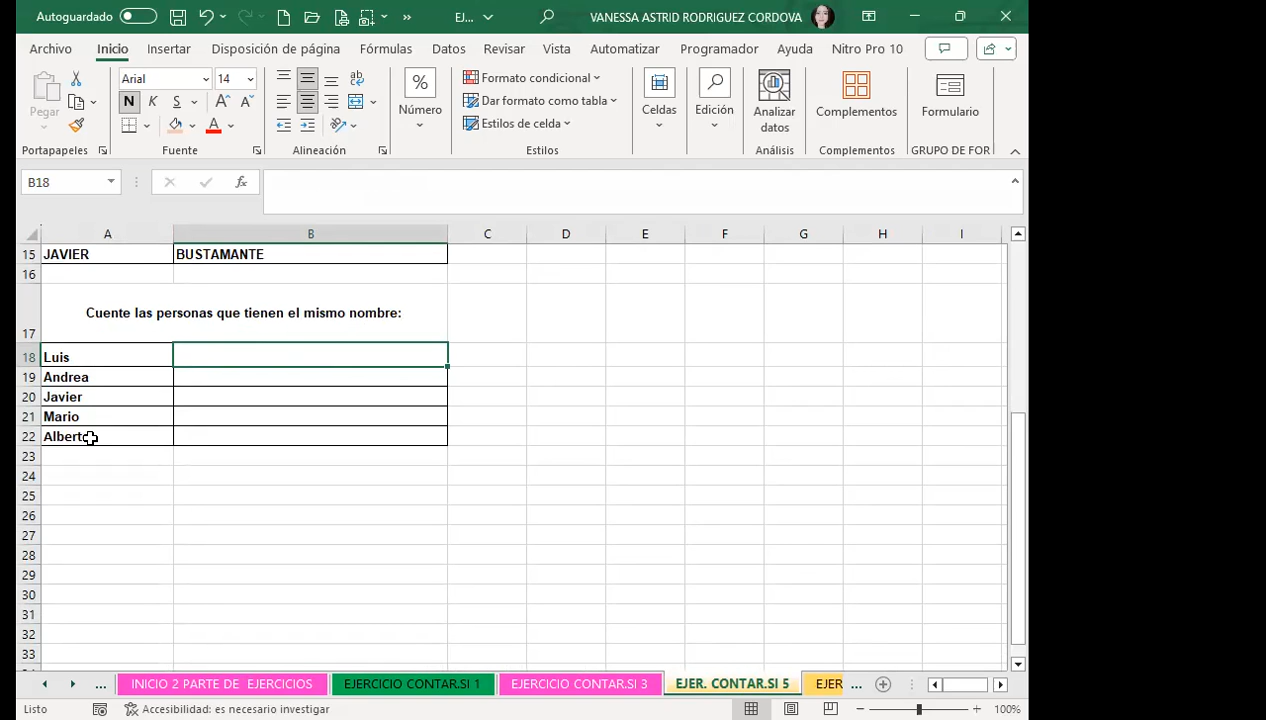 Autoguardado EJ... VANESSA ASTRID RODRIGUEZ CORDOVA
Archivo Inicio Insertar Disposición de página Fórmulas Datos Revisar Vista Automatizar Programador Ayuda Nitro Pro 10
Pegar
Portapapeles
Arial 14
N K S
Fuente
Alineación
Número
Formato condicional
Dar formato como tabla
Estilos de celda
Estilos
Celdas
Edición
Analizar
datos
Análisis
Complementos
Complementos
Formulario
GRUPO DE FOR
B18 fx
A B C D E F G H I
15 JAVIER BUSTAMANTE
16
17 Cuente las personas que tienen el mismo nombre:
18 Luis
19 Andrea
20 Javier
21 Mario
22 Alberto
23
24
25
26
27
28
29
30
31
32
33
... INICIO 2 PARTE DE EJERCICIOS EJERCICIO CONTAR.SI 1 EJERCICIO CONTAR.SI 3 EJER. CONTAR.SI 5 EJER ...
Listo Accesibilidad: es necesario investigar 100%